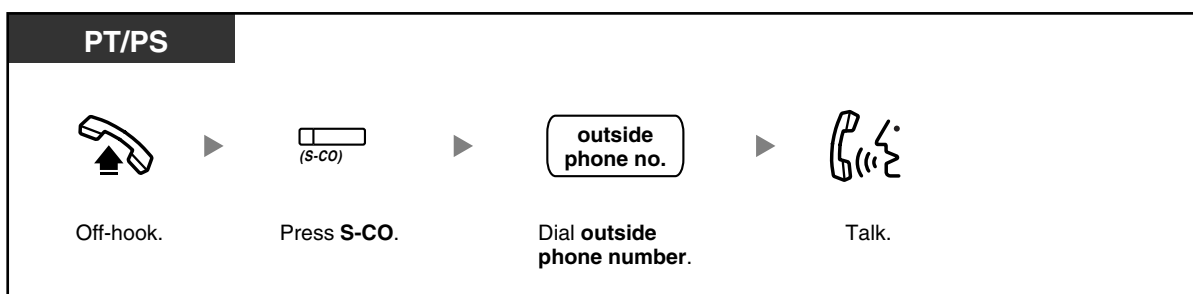 PT/PS
(S-CO)
outside
phone no.
Off-hook.
Press S-CO.
Dial outside
phone number.
Talk.